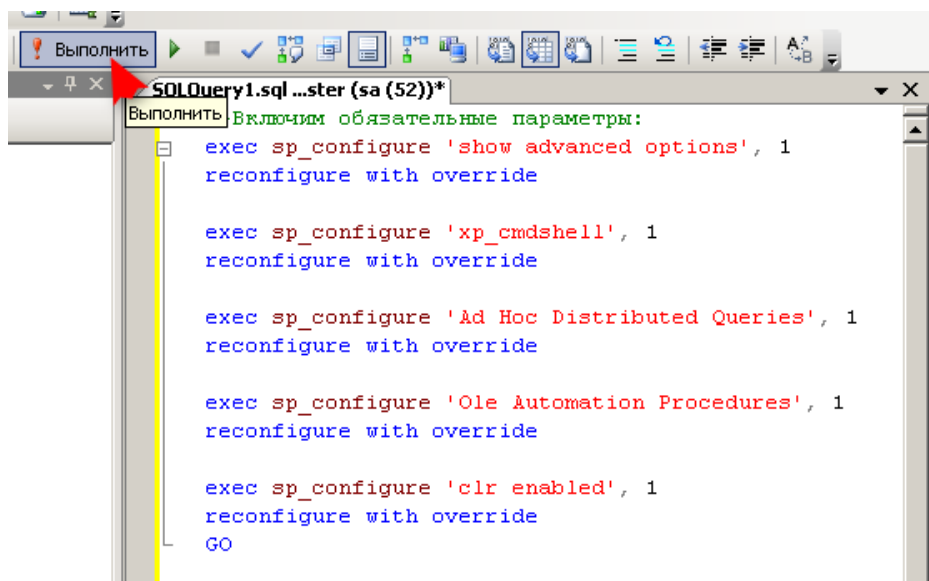 Выполнить
SQLQuery1.sql ...ster (sa (52))*
Выполнить
Включим обязательные параметры:
exec sp_configure 'show advanced options', 1
reconfigure with override
exec sp_configure 'xp_cmdshell', 1
reconfigure with override
exec sp_configure 'Ad Hoc Distributed Queries', 1
reconfigure with override
exec sp_configure 'Ole Automation Procedures', 1
reconfigure with override
exec sp_configure 'clr enabled', 1
reconfigure with override
GO